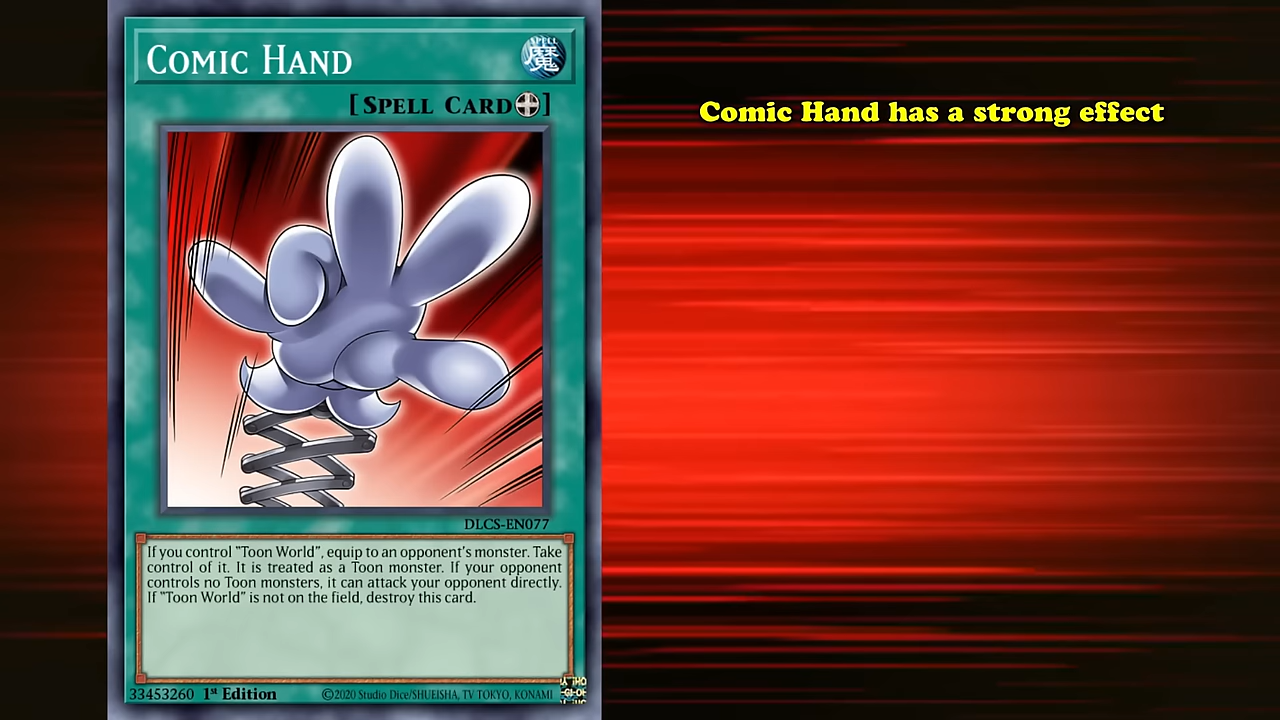 Comic Hand
SPELL
魔
[Spell Card]
Comic Hand has a strong effect
DLCS-EN077
If you control "Toon World", equip to an opponent's monster. Take
control of it. It is treated as a Toon monster. If your opponent
controls no Toon monsters, it can attack your opponent directly.
If "Toon World" is not on the field, destroy this card.
33453260 1st Edition ©2020 Studio Dice/SHUEISHA, TV TOKYO, KONAMI